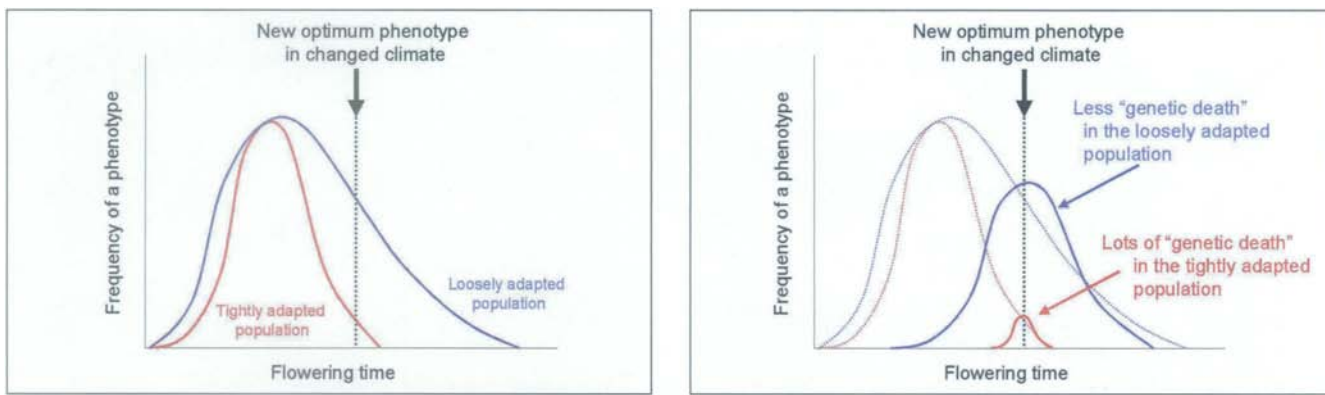 New optimum phenotype
in changed climate
Frequency of a phenotype
Tightly adapted
population
Loosely adapted
population
Flowering time
New optimum phenotype
in changed climate
Frequency of a phenotype
Less "genetic death"
in the loosely adapted
population
Lots of "genetic death"
in the tightly adapted
population
Flowering time